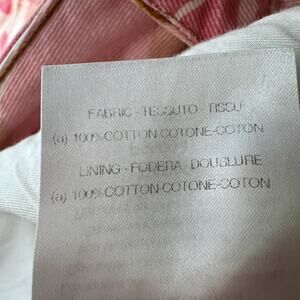 FABRIC - TESSUTO - TISSU
(a) 100% COTTON-COTONE-COTON
LINING - FODERA - DOUBLURE
(a) 100% COTTON-COTONE-COTON